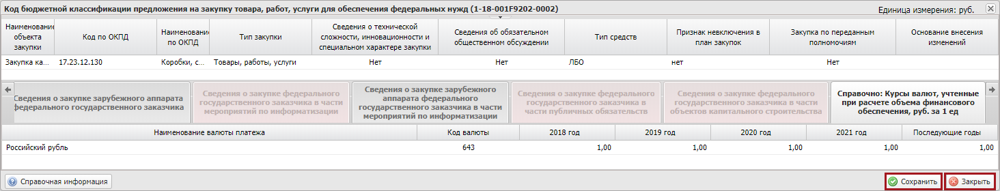 Код бюджетной классификации предложения на закупку товара, работ, услуги для обеспечения федеральных нужд (1-18-001F9202-0002)
Единица измерения: руб.
Наименование объекта закупки
Код по ОКПД
Наименование по ОКПД
Тип закупки
Сведения о технической сложности, инновационности и специальном характере закупки
Сведения об обязательном общественном обсуждении
Тип средств
Признак невключения в план закупок
Закупка по переданным полномочиям
Основание внесения изменений
Закупка ка... 17.23.12.130 Коробки, с... Товары, работы, услуги Нет Нет ЛБО нет Нет
Сведения о закупке зарубежного аппарата
федерального государственного заказчика
Сведения о закупке федерального
государственного заказчика в части
мероприятий по информатизации
Сведения о закупке зарубежного
аппарата федерального
государственного заказчика в части
мероприятий по информатизации
Сведения о закупке федерального
государственного заказчика в
части публичных обязательств
Сведения о закупке федерального
государственного заказчика в части
объектов капитального строительства
Справочно: Курсы валют, учтенные
при расчете объема финансового
обеспечения, руб. за 1 ед
Наименование валюты платежа Код валюты 2018 год 2019 год 2020 год 2021 год Последующие годы
Российский рубль 643 1,00 1,00 1,00 1,00 1,00
Справочная информация
Сохранить
Закрыть